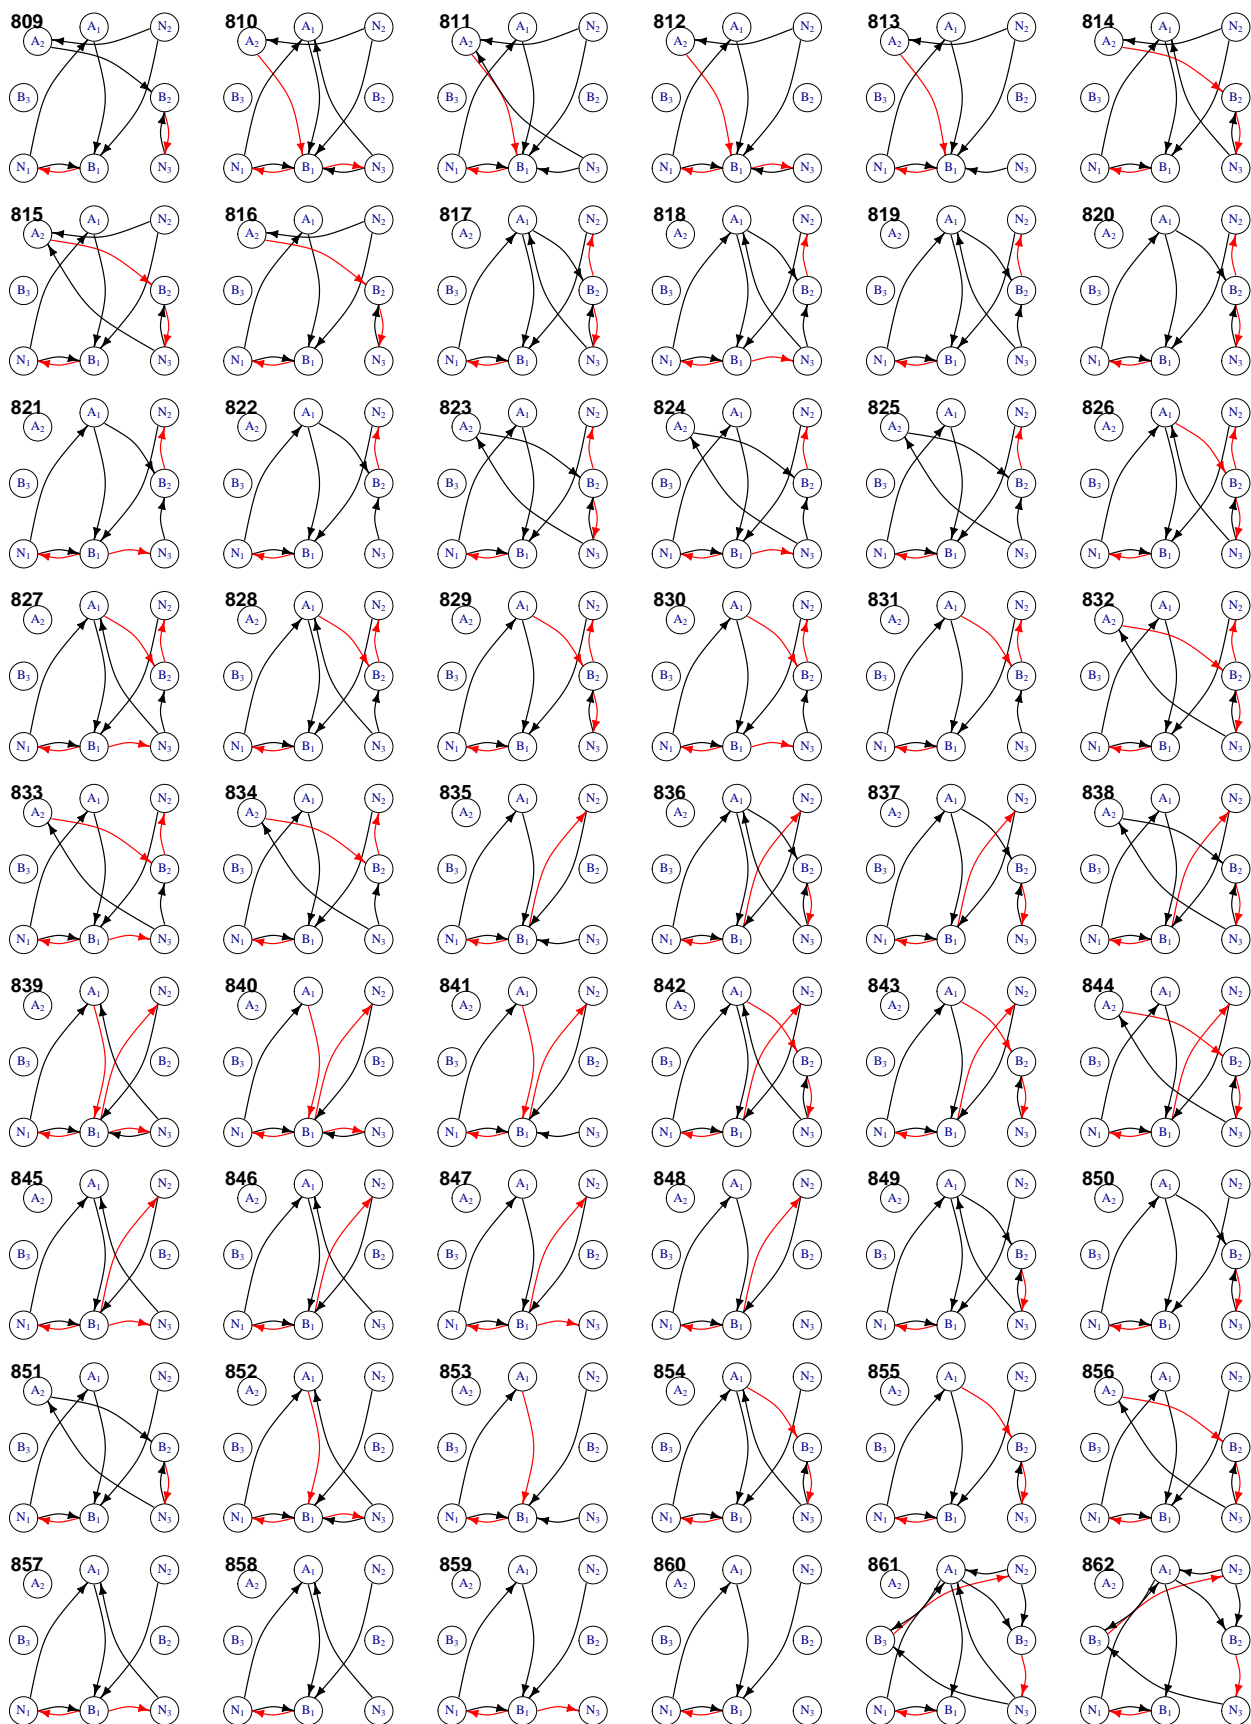 809 810 811 812 813 814
A₁ N₂ A₁ N₂ A₁ N₂ A₁ N₂ A₁ N₂ A₁ N₂
A₂ A₂ A₂ A₂ A₂ A₂
B₃ B₂ B₃ B₂ B₃ B₂ B₃ B₂ B₃ B₂ B₃ B₂
N₁ B₁ N₃ N₁ B₁ N₃ N₁ B₁ N₃ N₁ B₁ N₃ N₁ B₁ N₃ N₁ B₁ N₃
815 816 817 818 819 820
A₁ N₂ A₁ N₂ A₁ N₂ A₁ N₂ A₁ N₂ A₁ N₂
A₂ A₂ A₂ A₂ A₂ A₂
B₃ B₂ B₃ B₂ B₃ B₂ B₃ B₂ B₃ B₂ B₃ B₂
N₁ B₁ N₃ N₁ B₁ N₃ N₁ B₁ N₃ N₁ B₁ N₃ N₁ B₁ N₃ N₁ B₁ N₃
821 822 823 824 825 826
A₁ N₂ A₁ N₂ A₁ N₂ A₁ N₂ A₁ N₂ A₁ N₂
A₂ A₂ A₂ A₂ A₂ A₂
B₃ B₂ B₃ B₂ B₃ B₂ B₃ B₂ B₃ B₂ B₃ B₂
N₁ B₁ N₃ N₁ B₁ N₃ N₁ B₁ N₃ N₁ B₁ N₃ N₁ B₁ N₃ N₁ B₁ N₃
827 828 829 830 831 832
A₁ N₂ A₁ N₂ A₁ N₂ A₁ N₂ A₁ N₂ A₁ N₂
A₂ A₂ A₂ A₂ A₂ A₂
B₃ B₂ B₃ B₂ B₃ B₂ B₃ B₂ B₃ B₂ B₃ B₂
N₁ B₁ N₃ N₁ B₁ N₃ N₁ B₁ N₃ N₁ B₁ N₃ N₁ B₁ N₃ N₁ B₁ N₃
833 834 835 836 837 838
A₁ N₂ A₁ N₂ A₁ N₂ A₁ N₂ A₁ N₂ A₁ N₂
A₂ A₂ A₂ A₂ A₂ A₂
B₃ B₂ B₃ B₂ B₃ B₂ B₃ B₂ B₃ B₂ B₃ B₂
N₁ B₁ N₃ N₁ B₁ N₃ N₁ B₁ N₃ N₁ B₁ N₃ N₁ B₁ N₃ N₁ B₁ N₃
839 840 841 842 843 844
A₁ N₂ A₁ N₂ A₁ N₂ A₁ N₂ A₁ N₂ A₁ N₂
A₂ A₂ A₂ A₂ A₂ A₂
B₃ B₂ B₃ B₂ B₃ B₂ B₃ B₂ B₃ B₂ B₃ B₂
N₁ B₁ N₃ N₁ B₁ N₃ N₁ B₁ N₃ N₁ B₁ N₃ N₁ B₁ N₃ N₁ B₁ N₃
845 846 847 848 849 850
A₁ N₂ A₁ N₂ A₁ N₂ A₁ N₂ A₁ N₂ A₁ N₂
A₂ A₂ A₂ A₂ A₂ A₂
B₃ B₂ B₃ B₂ B₃ B₂ B₃ B₂ B₃ B₂ B₃ B₂
N₁ B₁ N₃ N₁ B₁ N₃ N₁ B₁ N₃ N₁ B₁ N₃ N₁ B₁ N₃ N₁ B₁ N₃
851 852 853 854 855 856
A₁ N₂ A₁ N₂ A₁ N₂ A₁ N₂ A₁ N₂ A₁ N₂
A₂ A₂ A₂ A₂ A₂ A₂
B₃ B₂ B₃ B₂ B₃ B₂ B₃ B₂ B₃ B₂ B₃ B₂
N₁ B₁ N₃ N₁ B₁ N₃ N₁ B₁ N₃ N₁ B₁ N₃ N₁ B₁ N₃ N₁ B₁ N₃
857 858 859 860 861 862
A₁ N₂ A₁ N₂ A₁ N₂ A₁ N₂ A₁ N₂ A₁ N₂
A₂ A₂ A₂ A₂ A₂ A₂
B₃ B₂ B₃ B₂ B₃ B₂ B₃ B₂ B₃ B₂ B₃ B₂
N₁ B₁ N₃ N₁ B₁ N₃ N₁ B₁ N₃ N₁ B₁ N₃ N₁ B₁ N₃ N₁ B₁ N₃